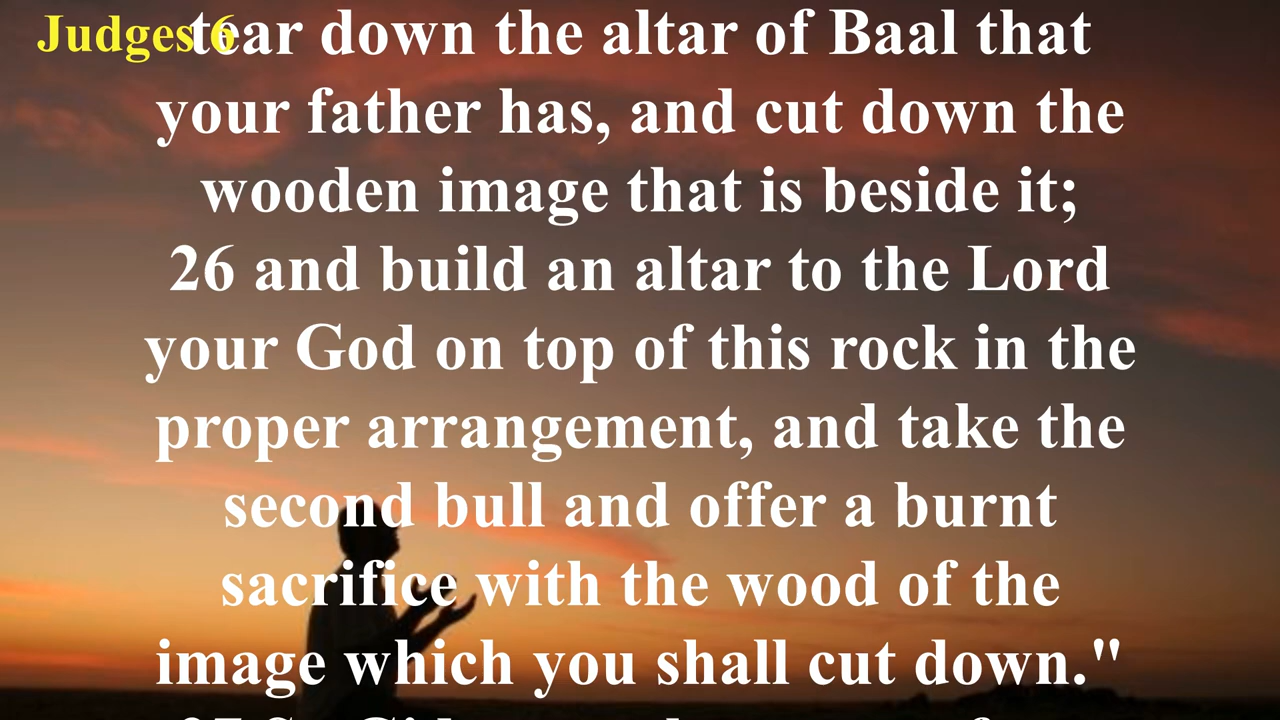 Judges 6
tear down the altar of Baal that
your father has, and cut down the
wooden image that is beside it;
26 and build an altar to the Lord
your God on top of this rock in the
proper arrangement, and take the
second bull and offer a burnt
sacrifice with the wood of the
image which you shall cut down."